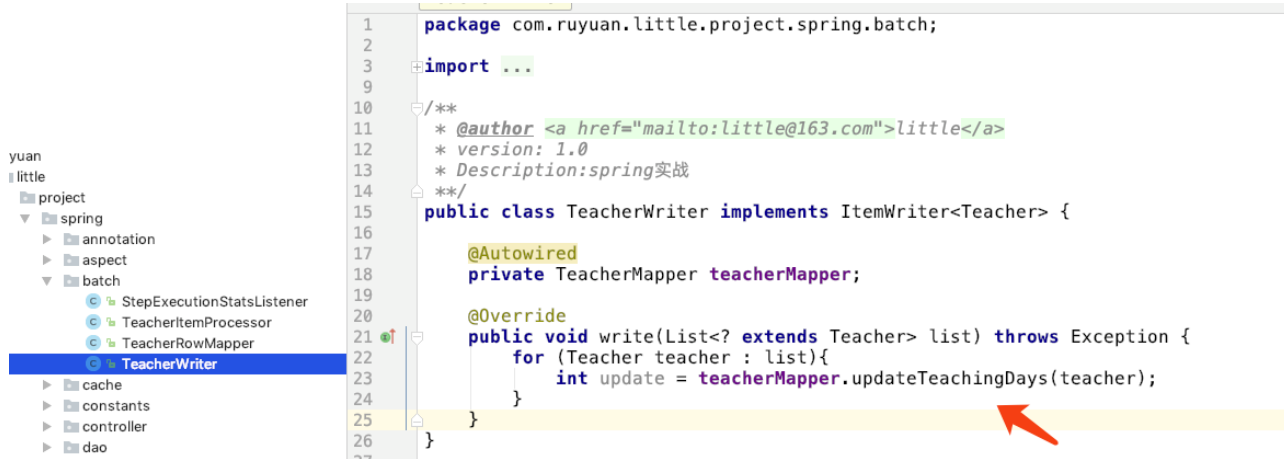 yuan
little
project
spring
annotation
aspect
batch
StepExecutionStatsListener
TeacherItemProcessor
TeacherRowMapper
TeacherWriter
cache
constants
controller
dao
1 package com.ruyuan.little.project.spring.batch;
2
3 import ...
9
10 /**
11 * @author <a href="mailto:little@163.com">little</a>
12 * version: 1.0
13 * Description:spring实战
14 **/
15 public class TeacherWriter implements ItemWriter<Teacher> {
16
17 @Autowired
18 private TeacherMapper teacherMapper;
19
20 @Override
21 public void write(List<? extends Teacher> list) throws Exception {
22 for (Teacher teacher : list){
23 int update = teacherMapper.updateTeachingDays(teacher);
24 }
25 }
26 }